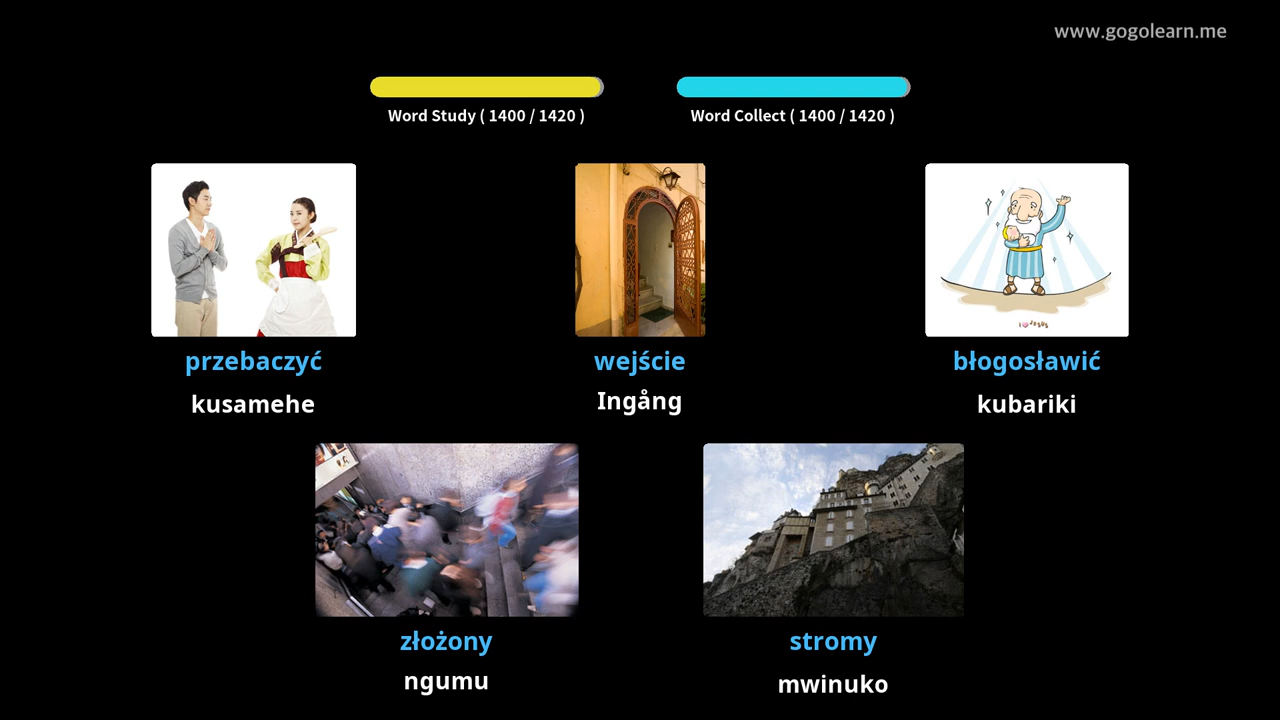 www.gogolearn.me
Word Study ( 1400 / 1420 )
Word Collect ( 1400 / 1420 )
przebaczyć
kusamehe
wejście
Ingång
błogosławić
kubariki
I ♥ JESUS
złożony
ngumu
stromy
mwinuko